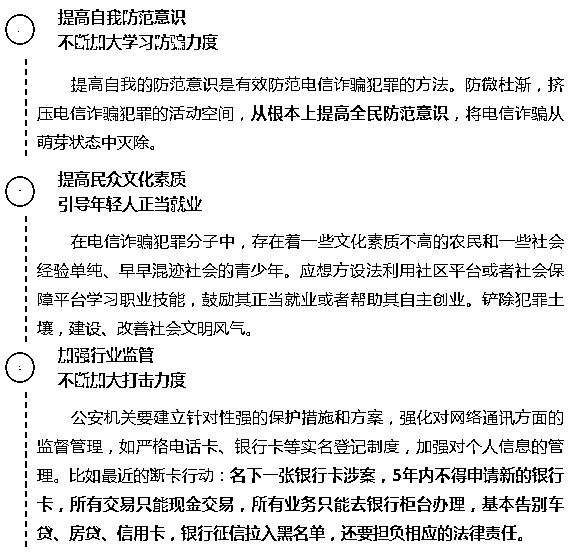 提高自我防范意识
不断加大学习防骗力度
提高自我的防范意识是有效防范电信诈骗犯罪的方法。防微杜渐，挤
压电信诈骗犯罪的活动空间，从根本上提高全民防范意识，将电信诈骗从
萌芽状态中灭除。
提高民众文化素质
引导年轻人正当就业
在电信诈骗犯罪分子中，存在着一些文化素质不高的农民和一些社会
经验单纯、早早混迹社会的青少年。应想方设法利用社区平台或者社会保
障平台学习职业技能，鼓励其正当就业或者帮助其自主创业。铲除犯罪土
壤，建设、改善社会文明风气。
加强行业监管
不断加大打击力度
公安机关要建立针对性强的保护措施和方案，强化对网络通讯方面的
监督管理，如严格电话卡、银行卡等实名登记制度，加强对个人信息的管
理。比如最近的断卡行动：名下一张银行卡涉案，5年内不得申请新的银行
卡，所有交易只能现金交易，所有业务只能去银行柜台办理，基本告别车
贷、房贷、信用卡，银行征信拉入黑名单，还要担负相应的法律责任。